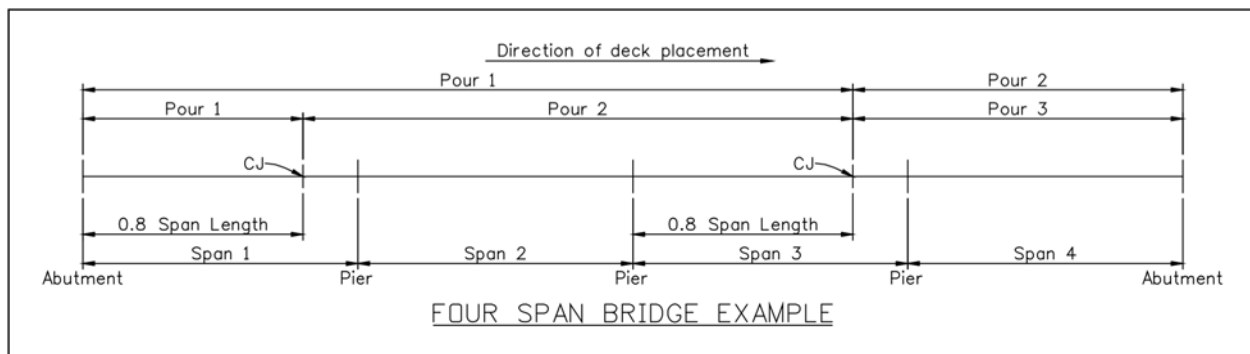 Direction of deck placement
Pour 1 Pour 2
Pour 1 Pour 2 Pour 3
CJ CJ
0.8 Span Length 0.8 Span Length
Span 1 Span 2 Span 3 Span 4
Abutment Pier Pier Pier Abutment
FOUR SPAN BRIDGE EXAMPLE